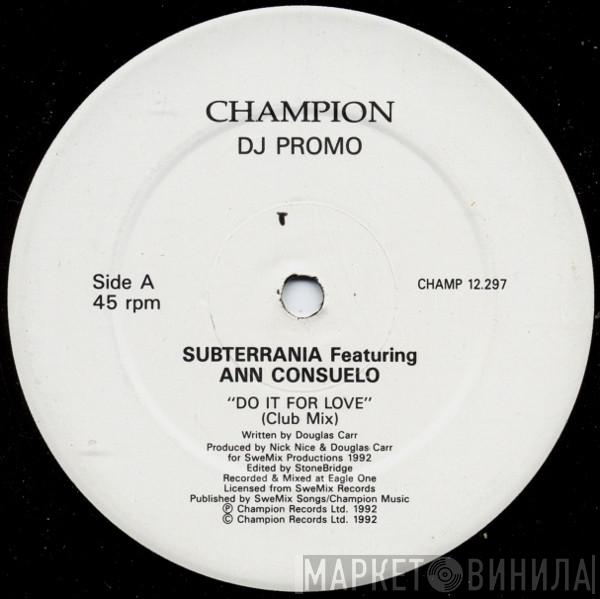 CHAMPION
DJ PROMO
T
Side A
45 rpm
CHAMP 12.297
SUBTERRANIA Featuring
ANN CONSUELO
"DO IT FOR LOVE"
(Club Mix)
Written by Douglas Carr
Produced by Nick Nice & Douglas Carr
for SweMix Productions 1992
Edited by StoneBridge
Recorded & Mixed at Eagle One
Licensed from SweMix Records
Published by SweMix Songs/Champion Music
Ⓟ Champion Records Ltd. 1992
© Champion Records Ltd. 1992
МАРКЕТ ВИНИЛА